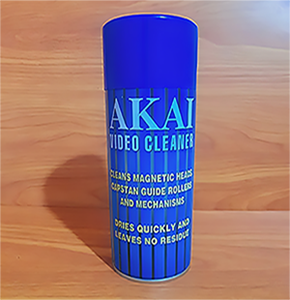 AKAI
VIDEO CLEANER
CLEANS MAGNETIC HEADS
CAPSTAN GUIDE ROLLERS
AND MECHANISMS
DRIES QUICKLY AND
LEAVES NO RESIDUE